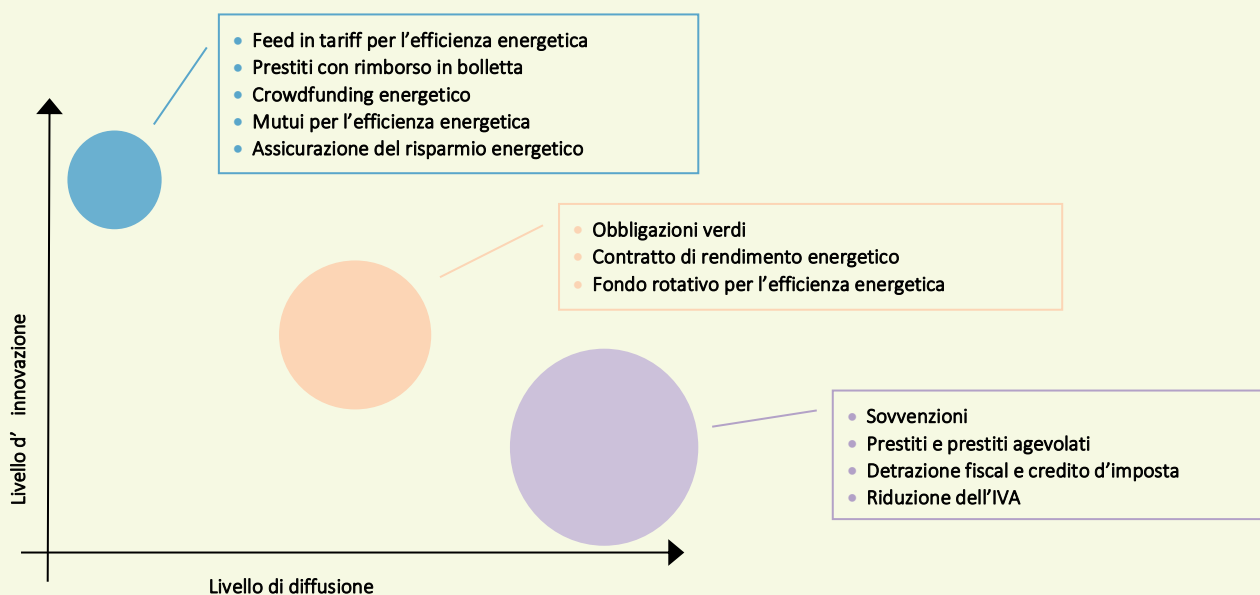 Feed in tariff per l’efficienza energetica
Prestiti con rimborso in bolletta
Crowdfunding energetico
Mutui per l’efficienza energetica
Assicurazione del risparmio energetico
Obbligazioni verdi
Contratto di rendimento energetico
Fondo rotativo per l’efficienza energetica
Sovvenzioni
Prestiti e prestiti agevolati
Detrazione fiscal e credito d’imposta
Riduzione dell’IVA
Livello d’ innovazione
Livello di diffusione